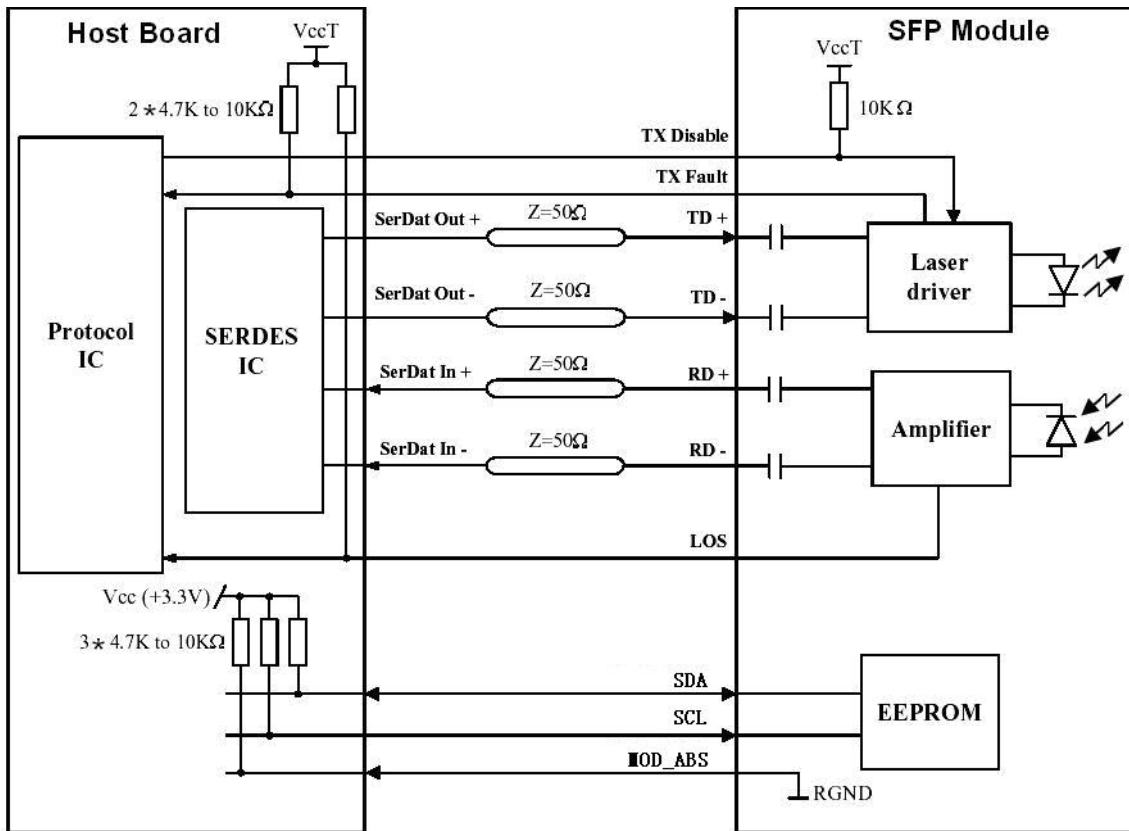 Host Board
SFP Module
VccT
VccT
2*4.7K to 10KΩ
10KΩ
TX Disable
TX Fault
SerDat Out +
Z=50Ω
TD +
SerDat Out -
Z=50Ω
TD -
Laser
driver
Protocol
IC
SERDES
IC
SerDat In +
Z=50Ω
RD +
SerDat In -
Z=50Ω
RD -
Amplifier
LOS
Vcc (+3.3V)
3*4.7K to 10KΩ
SDA
SCL
MOD_ABS
EEPROM
RGND